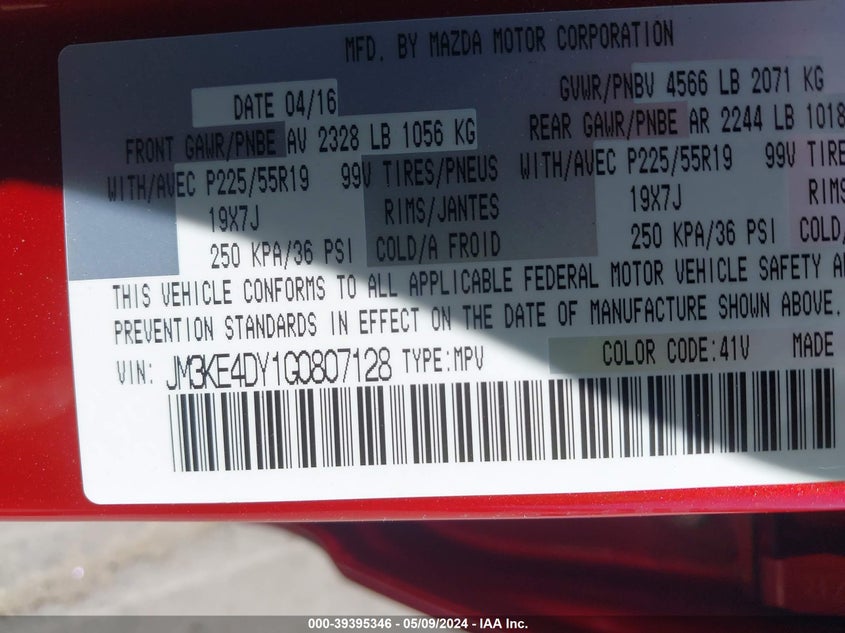 MFD. BY MAZDA MOTOR CORPORATION
DATE 04/16 GVWR/PNBV 4566 LB 2071 KG
FRONT GAWR/PNBE AV 2328 LB 1056 KG REAR GAWR/PNBE AR 2244 LB 1018
WITH/AVEC P225/55R19 99V TIRES/PNEUS WITH/AVEC P225/55R19 99V TIRE
19X7J RIMS/JANTES 19X7J RIMS
250 KPA/36 PSI COLD/A FROID 250 KPA/36 PSI COLD/
THIS VEHICLE CONFORMS TO ALL APPLICABLE FEDERAL MOTOR VEHICLE SAFETY A
PREVENTION STANDARDS IN EFFECT ON THE DATE OF MANUFACTURE SHOWN ABOVE.
VIN: JM3KE4DY1G0807128 TYPE:MPV COLOR CODE:41V MADE
000-39395346 - 05/09/2024 - IAA, Inc.